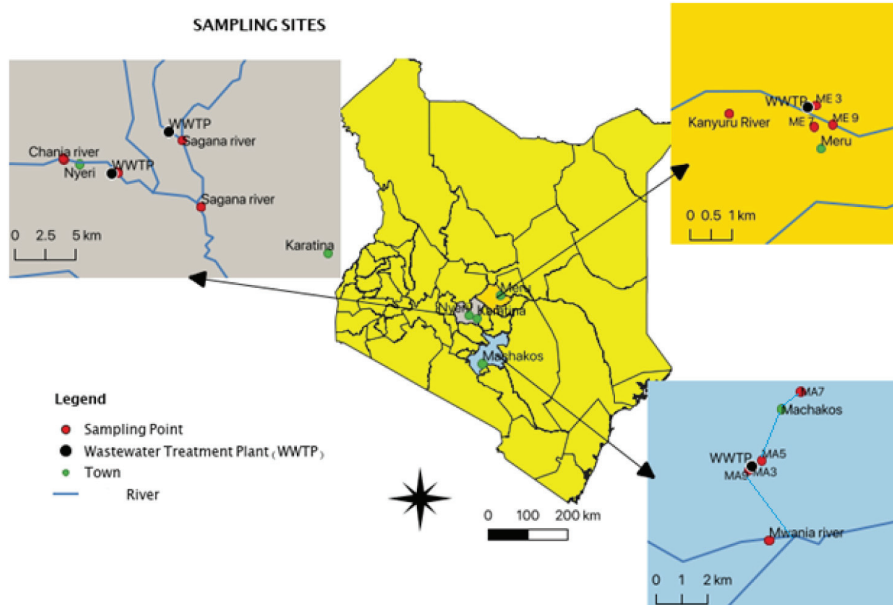 SAMPLING SITES
WWTP
Sagana river
Chania river
Nyeri
WWTP
Sagana river
Karatina
0 2.5 5 km
WWTP
ME 3
Kanyuru River
ME 7
ME 9
Meru
0 0.5 1 km
Meru
Nyeri
Karatina
Machakos
Legend
Sampling Point
Wastewater Treatment Plant (WWTP)
Town
River
0 100 200 km
MA7
Machakos
WWTP
MA5
MA9
MA3
Mwania river
0 1 2 km